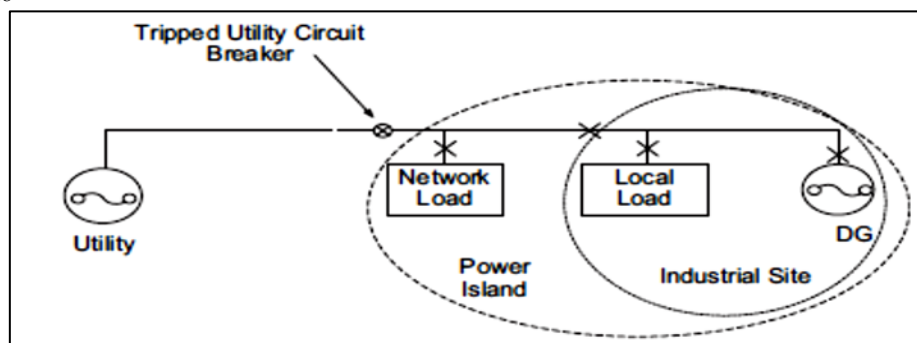 Tripped Utility Circuit
Breaker
Network
Load
Local
Load
Utility
DG
Power
Island
Industrial Site